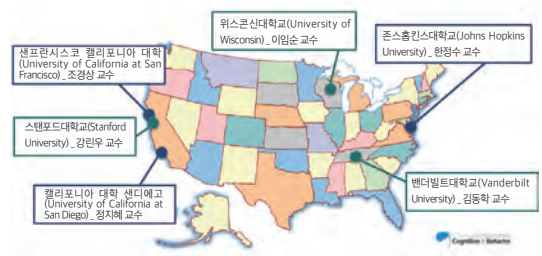 위스콘신대학교(University of
Wisconsin) _ 이임순 교수
존스홉킨스대학교(Johns Hopkins
University) _ 한정수 교수
샌프란시스코 캘리포니아 대학
(University of California at San
Francisco) _ 조경상 교수
스탠포드대학교(Stanford
University) _ 강린우 교수
캘리포니아 대학 샌디에고
(University of California at
San Diego) _ 정지혜 교수
밴더빌트대학교(Vanderbilt
University) _ 김동학 교수
Cognition & Behavior